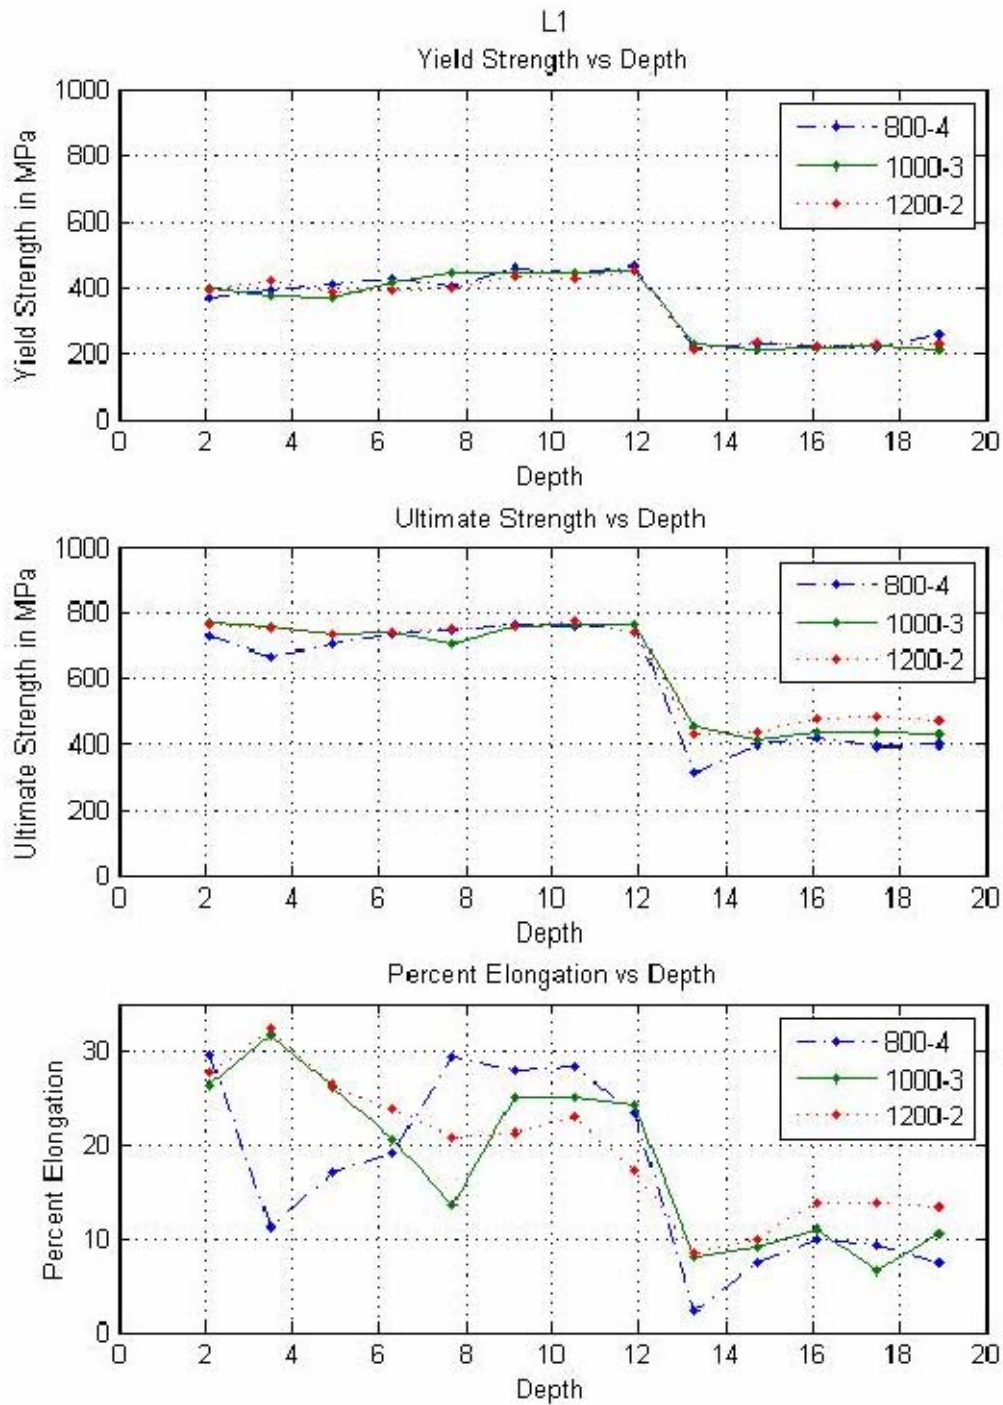 L1
Yield Strength vs Depth
1000
800
600
400
200
0
Yield Strength in MPa
800-4
1000-3
1200-2
0 2 4 6 8 10 12 14 16 18 20
Depth
Ultimate Strength vs Depth
1000
800
600
400
200
0
Ultimate Strength in MPa
800-4
1000-3
1200-2
0 2 4 6 8 10 12 14 16 18 20
Depth
Percent Elongation vs Depth
30
20
10
0
Percent Elongation
800-4
1000-3
1200-2
0 2 4 6 8 10 12 14 16 18 20
Depth